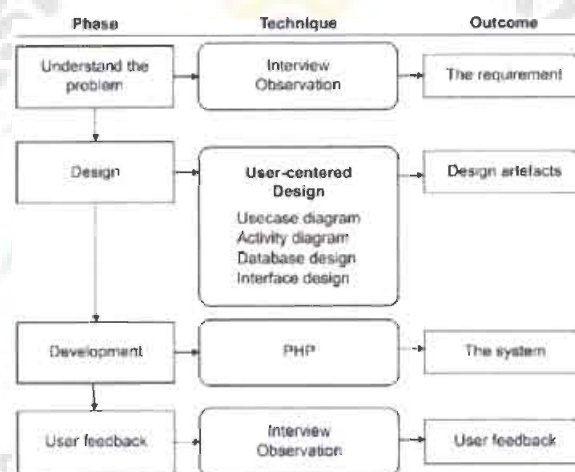 Phase Technique Outcome
Understand the
problem
Interview
Observation
The requirement
Design
User-centered
Design
Usecase diagram
Activity diagram
Database design
Interface design
Design artefacts
Development
PHP
The system
User feedback
Interview
Observation
User feedback